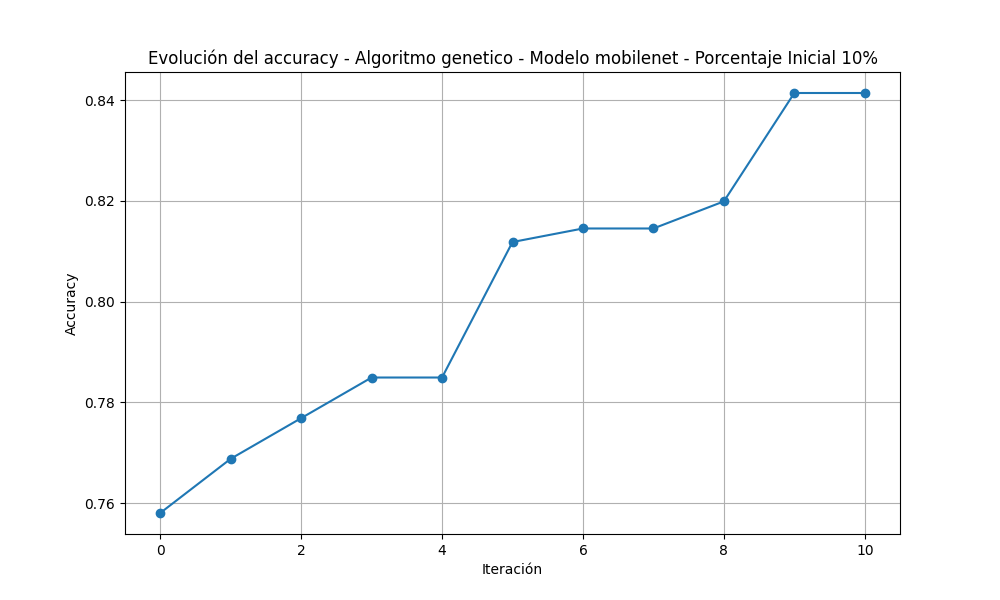 Evolución del accuracy - Algoritmo genetico - Modelo mobilenet - Porcentaje Inicial 10%
0.84
0.82
0.80
0.78
0.76
Accuracy
0 2 4 6 8 10
Iteración